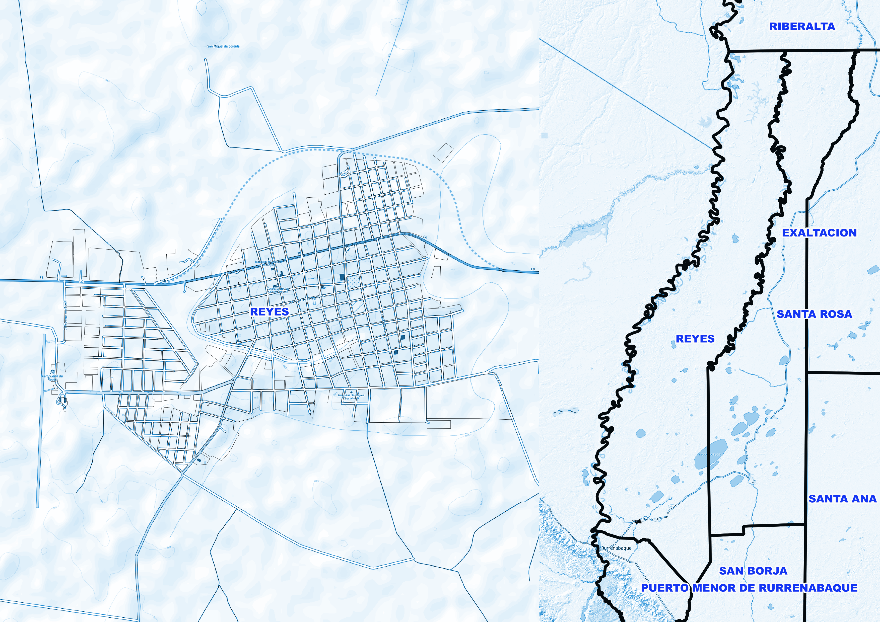 REYES
RIBERALTA
EXALTACION
SANTA ROSA
REYES
SANTA ANA
SAN BORJA
PUERTO MENOR DE RURRENABAQUE